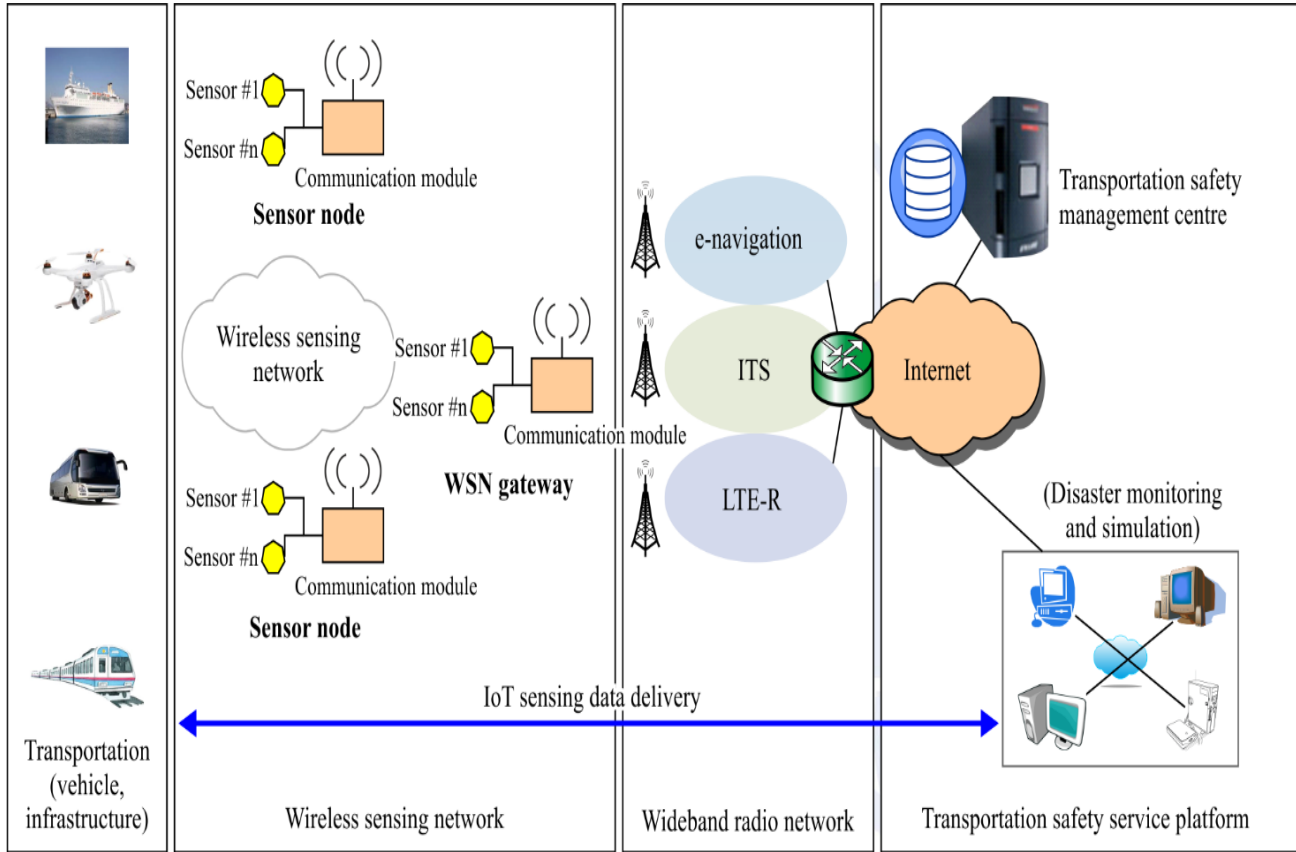 Sensor #1
Sensor #n
Communication module
Sensor node
Wireless sensing
network
Sensor #1
Sensor #n
Communication module
WSN gateway
Sensor #1
Sensor #n
Communication module
Sensor node
e-navigation
ITS
LTE-R
Internet
Transportation safety
management centre
(Disaster monitoring
and simulation)
IoT sensing data delivery
Transportation
(vehicle,
infrastructure)
Wireless sensing network
Wideband radio network
Transportation safety service platform